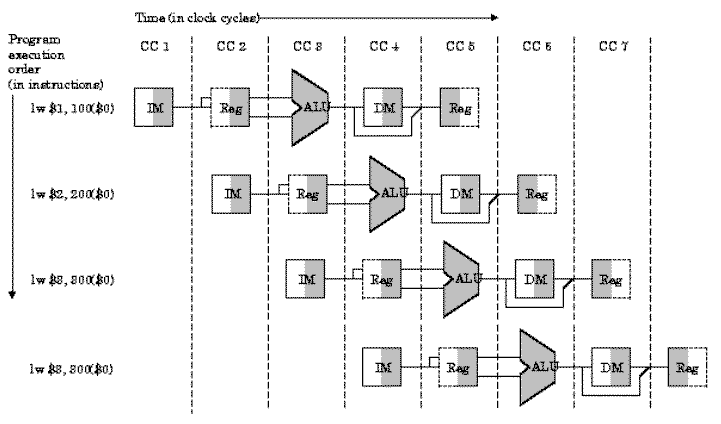 Time (in clock cycles)
Program
execution
order
(in instructions)
CC 1 CC 2 CC 3 CC 4 CC 5 CC 6 CC 7
lw $1, 100($0) IM Reg ALU DM Reg
lw $2, 200($0) IM Reg ALU DM Reg
lw $3, 300($0) IM Reg ALU DM Reg
lw $3, 300($0) IM Reg ALU DM Reg